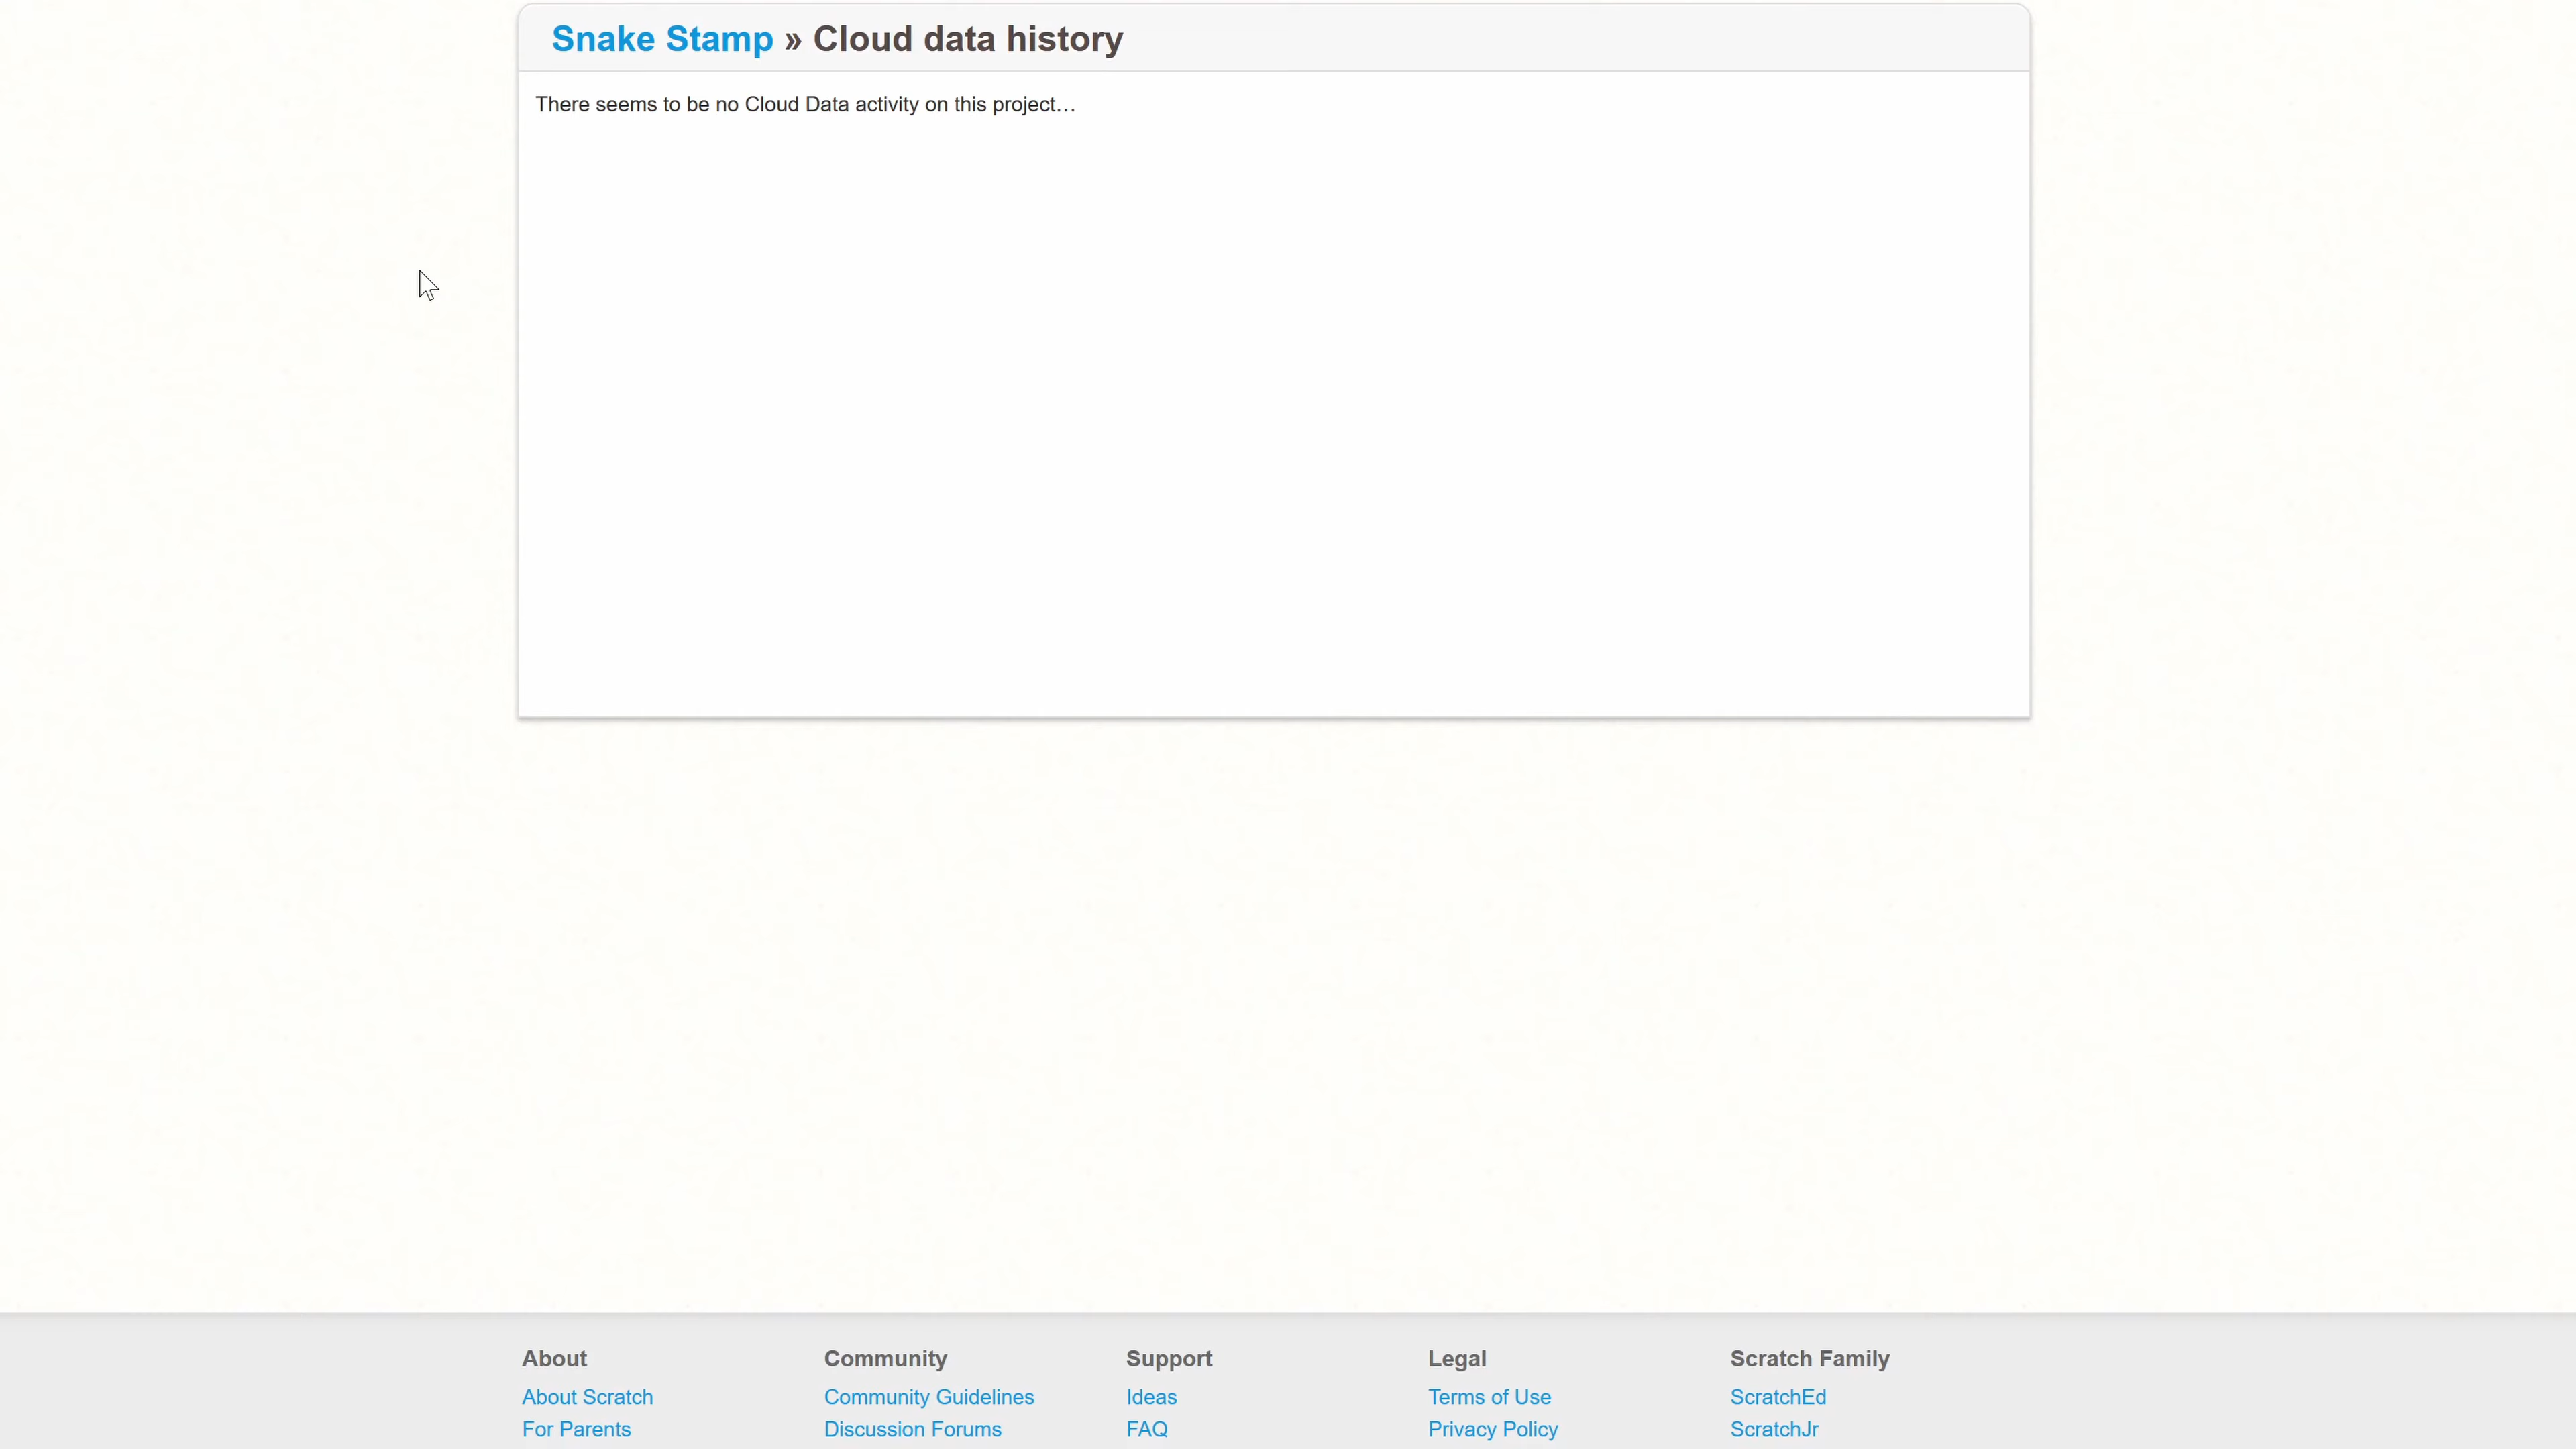 Snake Stamp » Cloud data history
There seems to be no Cloud Data activity on this project…
About
About Scratch
For Parents
Community
Community Guidelines
Discussion Forums
Support
Ideas
FAQ
Legal
Terms of Use
Privacy Policy
Scratch Family
ScratchEd
ScratchJr